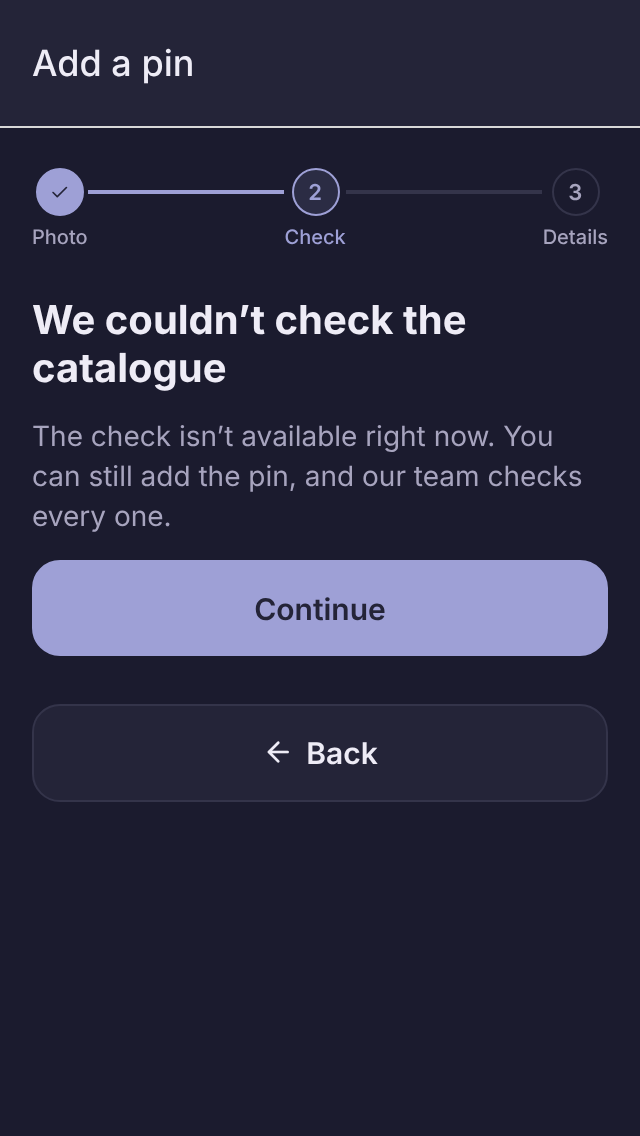 Add a pin
2
3
Photo
Check
Details
We couldn’t check the
catalogue
The check isn’t available right now. You
can still add the pin, and our team checks
every one.
Continue
Back